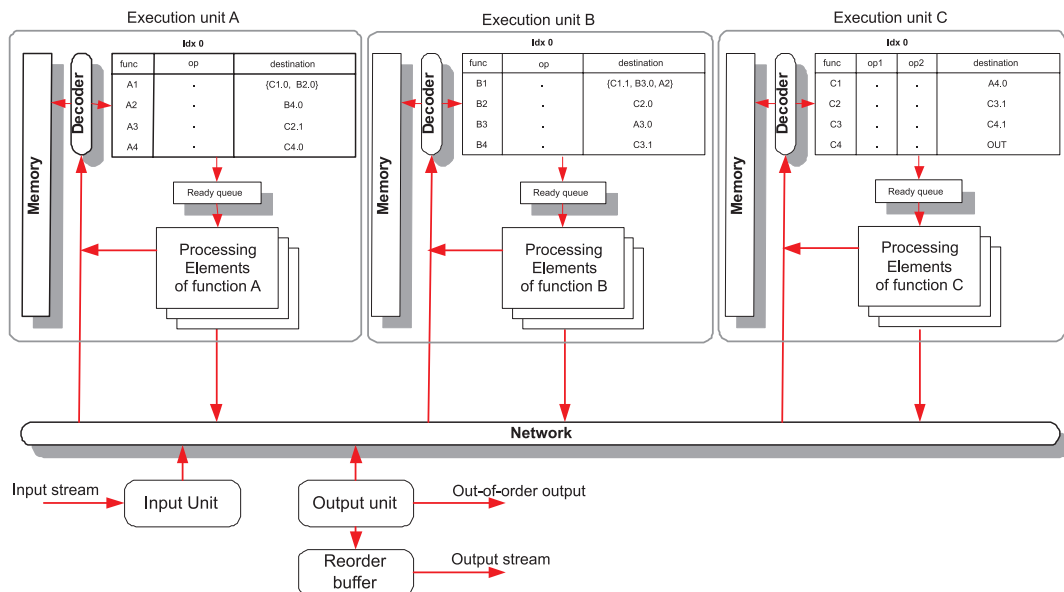 Execution unit A
Idx 0
Memory
Decoder
func op destination
A1 . {C1.0, B2.0}
A2 . B4.0
A3 . C2.1
A4 . C4.0
Ready queue
Processing
Elements
of function A
Execution unit B
Idx 0
Memory
Decoder
func op destination
B1 . {C1.1, B3.0, A2}
B2 . C2.0
B3 . A3,0
B4 . C3.1
Ready queue
Processing
Elements
of function B
Execution unit C
Idx 0
Memory
Decoder
func op1 op2 destination
C1 . . A4.0
C2 . . C3.1
C3 . . C4.1
C4 . . OUT
Ready queue
Processing
Elements
of function C
Network
Input stream
Input Unit
Output unit
Out-of-order output
Reorder
buffer
Output stream